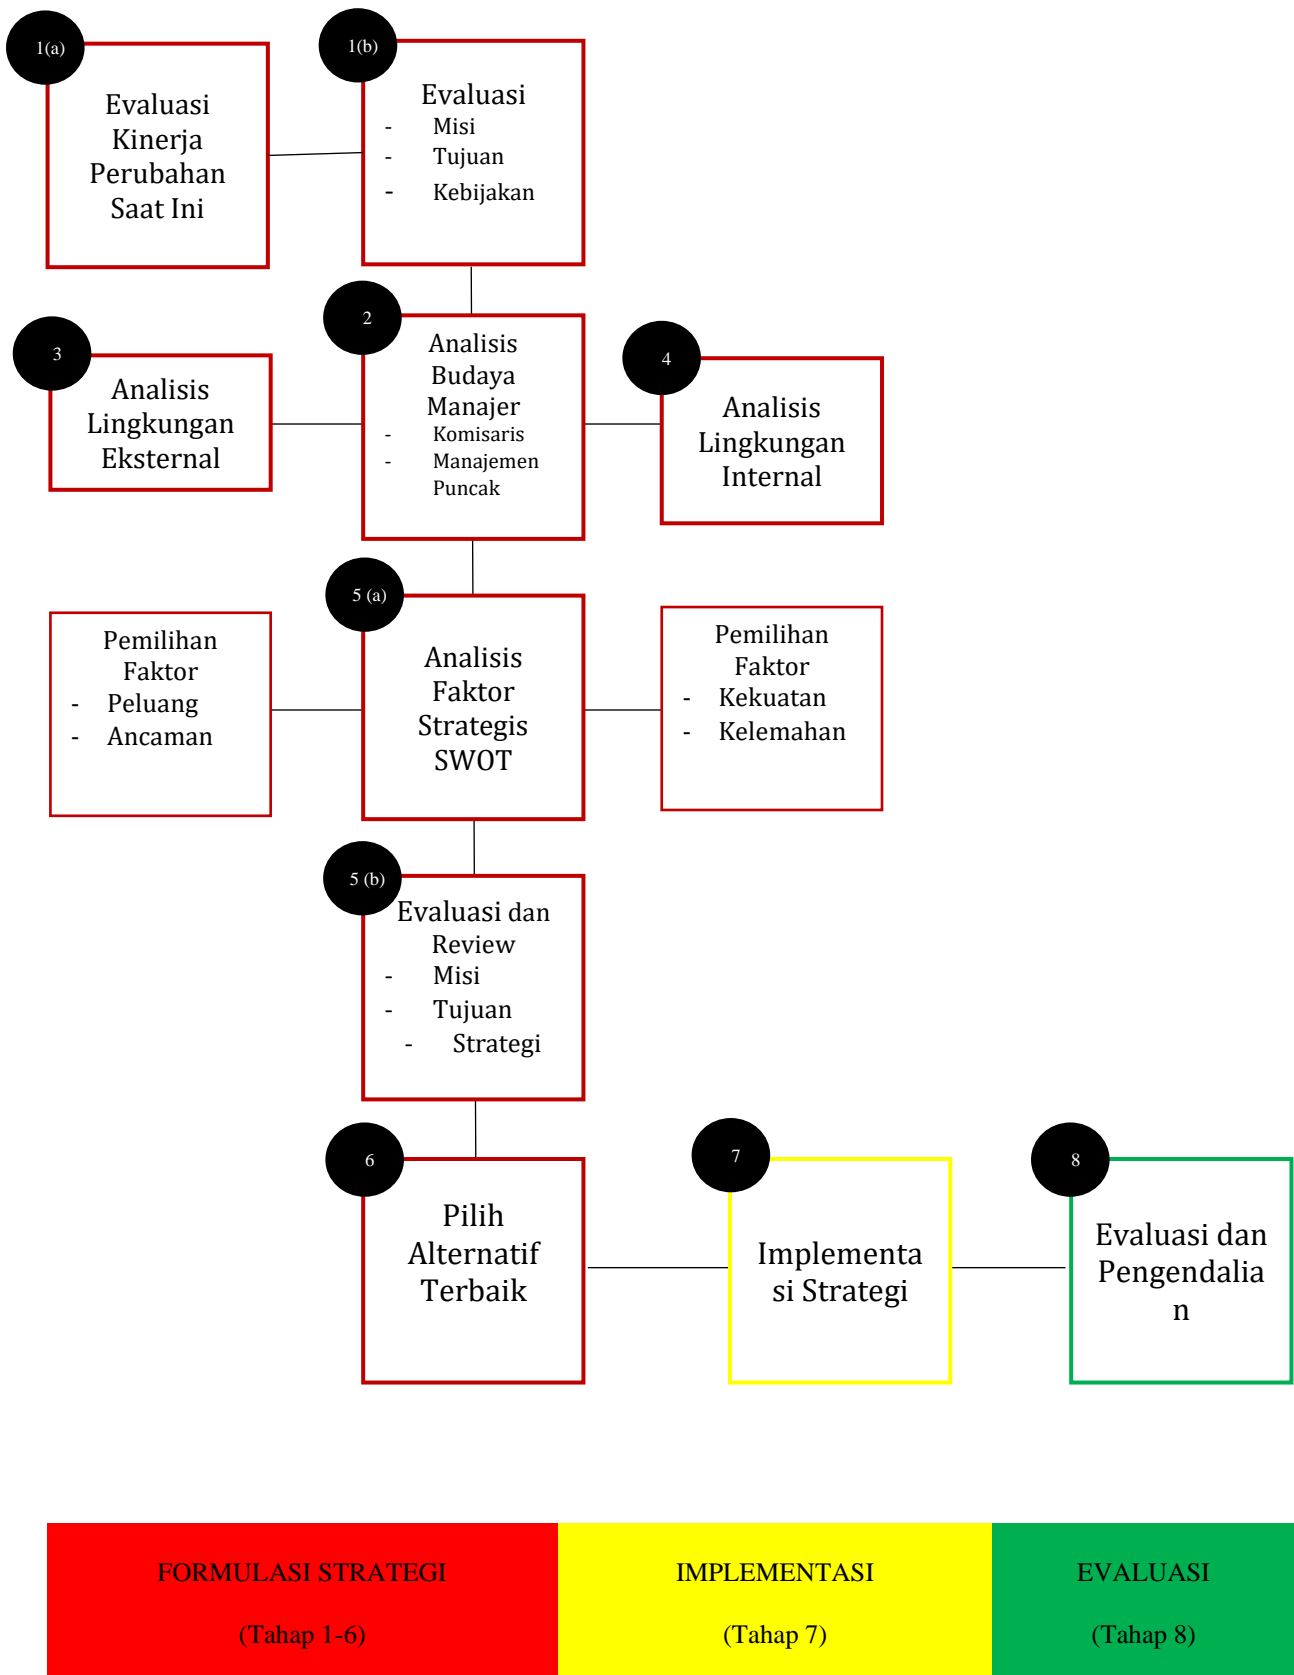 1(a)
Evaluasi
Kinerja
Perubahan
Saat Ini
1(b)
Evaluasi
- Misi
- Tujuan
- Kebijakan
2
Analisis
Budaya
Manajer
- Komisaris
- Manajemen
Puncak
3
Analisis
Lingkungan
Eksternal
4
Analisis
Lingkungan
Internal
Pemilihan
Faktor
- Peluang
- Ancaman
5 (a)
Analisis
Faktor
Strategis
SWOT
Pemilihan
Faktor
- Kekuatan
- Kelemahan
5 (b)
Evaluasi dan
Review
- Misi
- Tujuan
- Strategi
6
Pilih
Alternatif
Terbaik
7
Implementa
si Strategi
8
Evaluasi dan
Pengendalia
n
FORMULASI STRATEGI
(Tahap 1-6)
IMPLEMENTASI
(Tahap 7)
EVALUASI
(Tahap 8)